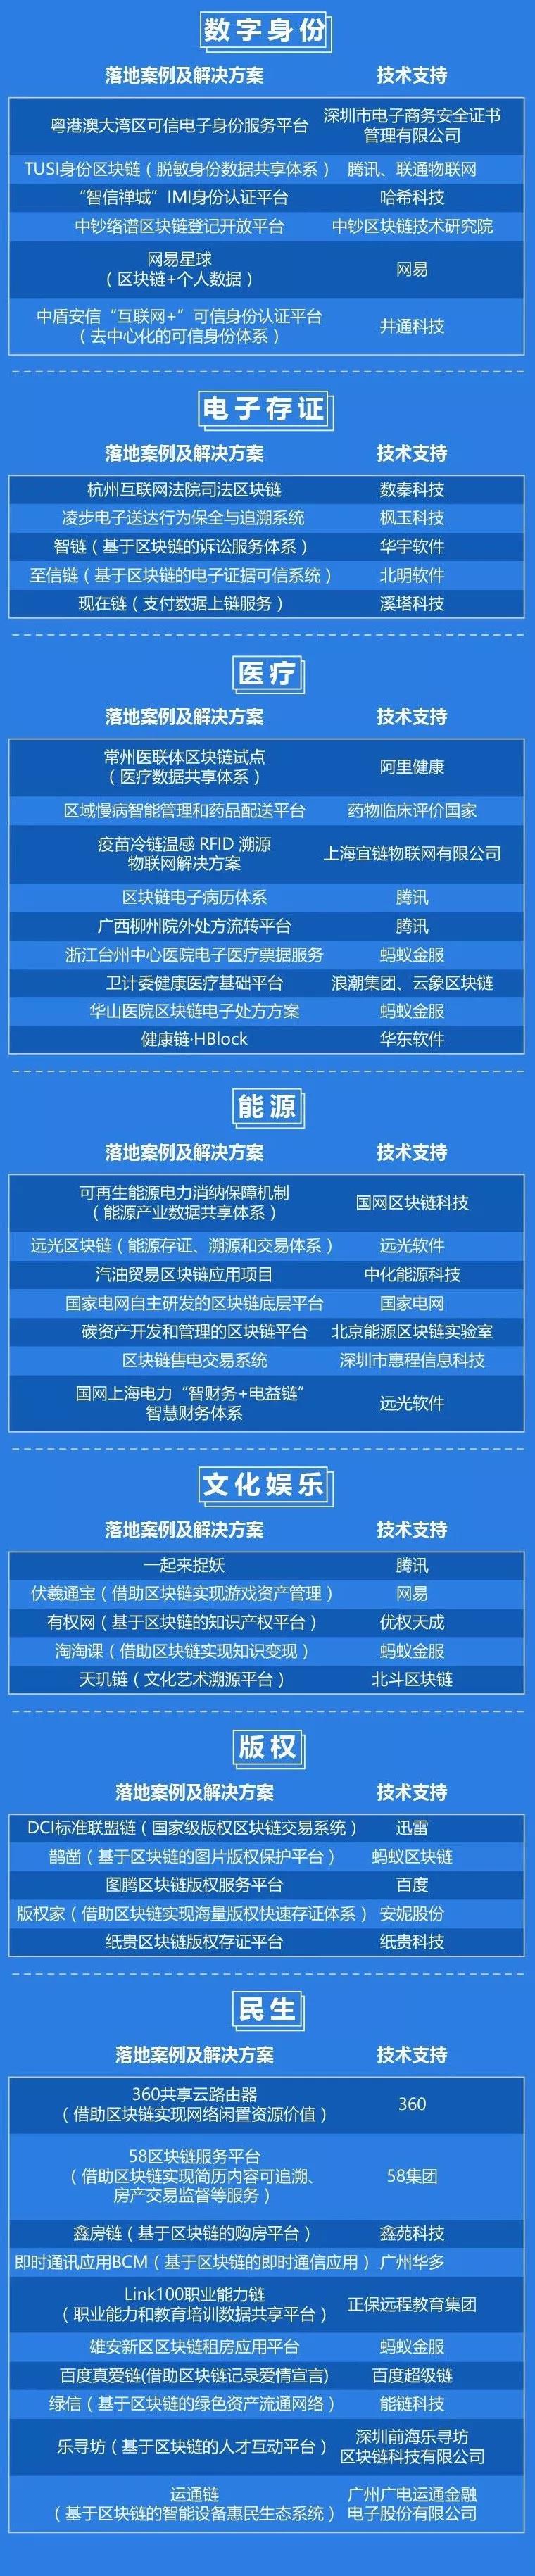 数字身份
落地案例及解决方案 技术支持
粤港澳大湾区可信电子身份服务平台 深圳市电子商务安全证书
管理有限公司
TUSI身份区块链（脱敏身份数据共享体系） 腾讯、联通物联网
“智信禅城”IMI身份认证平台 哈希科技
中钞络谱区块链登记开放平台 中钞区块链技术研究院
网易星球
（区块链+个人数据） 网易
中盾安信“互联网+”可信身份认证平台
（去中心化的可信身份体系） 井通科技
电子存证
落地案例及解决方案 技术支持
杭州互联网法院司法区块链 数秦科技
凌步电子送达行为保全与追溯系统 枫玉科技
智链（基于区块链的诉讼服务体系） 华宇软件
至信链（基于区块链的电子证据可信系统） 北明软件
现在链（支付数据上链服务） 溪塔科技
医疗
落地案例及解决方案 技术支持
常州医联体区块链试点
（医疗数据共享体系） 阿里健康
区域慢病智能管理和药品配送平台 药物临床评价国家
疫苗冷链温感 RFID 溯源
物联网解决方案 上海宜链物联网有限公司
区块链电子病历体系 腾讯
广西柳州院外处方流转平台 腾讯
浙江台州中心医院电子医疗票据服务 蚂蚁金服
卫计委健康医疗基础平台 浪潮集团、云象区块链
华山医院区块链电子处方方案 蚂蚁金服
健康链·HBlock 华东软件
能源
落地案例及解决方案 技术支持
可再生能源电力消纳保障机制
（能源产业数据共享体系） 国网区块链科技
远光区块链（能源存证、溯源和交易体系） 远光软件
汽油贸易区块链应用项目 中化能源科技
国家电网自主研发的区块链底层平台 国家电网
碳资产开发和管理的区块链平台 北京能源区块链实验室
区块链售电交易系统 深圳市惠程信息科技
国网上海电力“智财务+电益链”
智慧财务体系 远光软件
文化娱乐
落地案例及解决方案 技术支持
一起来捉妖 腾讯
伏羲通宝（借助区块链实现游戏资产管理） 网易
有权网（基于区块链的知识产权平台） 优权天成
淘淘课（借助区块链实现知识变现） 蚂蚁金服
天玑链（文化艺术溯源平台） 北斗区块链
版权
落地案例及解决方案 技术支持
DCI标准联盟链（国家级版权区块链交易系统） 迅雷
鹊凿（基于区块链的图片版权保护平台） 蚂蚁区块链
图腾区块链版权服务平台 百度
版权家（借助区块链实现海量版权快速存证体系） 安妮股份
纸贵区块链版权存证平台 纸贵科技
民生
落地案例及解决方案 技术支持
360共享云路由器
（借助区块链实现网络闲置资源价值） 360
58区块链服务平台
（借助区块链实现简历内容可追溯、
房产交易监督等服务） 58集团
鑫房链（基于区块链的购房平台） 鑫苑科技
即时通讯应用BCM（基于区块链的即时通信应用） 广州华多
Link100职业能力链
（职业能力和教育培训数据共享平台） 正保远程教育集团
雄安新区区块链租房应用平台 蚂蚁金服
百度真爱链(借助区块链记录爱情宣言) 百度超级链
绿信（基于区块链的绿色资产流通网络） 能链科技
乐寻坊（基于区块链的人才互动平台） 深圳前海乐寻坊
区块链科技有限公司
运通链 广州广电运通金融
（基于区块链的智能设备惠民生态系统） 电子股份有限公司